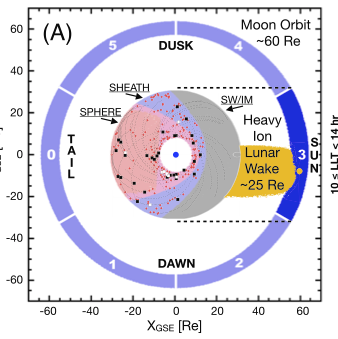 (A)
Moon Orbit
~60 Re
5
DUSK
4
SHEATH
SPHERE
SW/IM
Heavy
Ion
Lunar
Wake
~25 Re
0
TAIL
3
SUN
10 ≤ LLT < 14 hr
1
DAWN
2
60
40
20
0
-20
-40
-60
-60
-40
-20
0
20
40
60
X_GSE [Re]